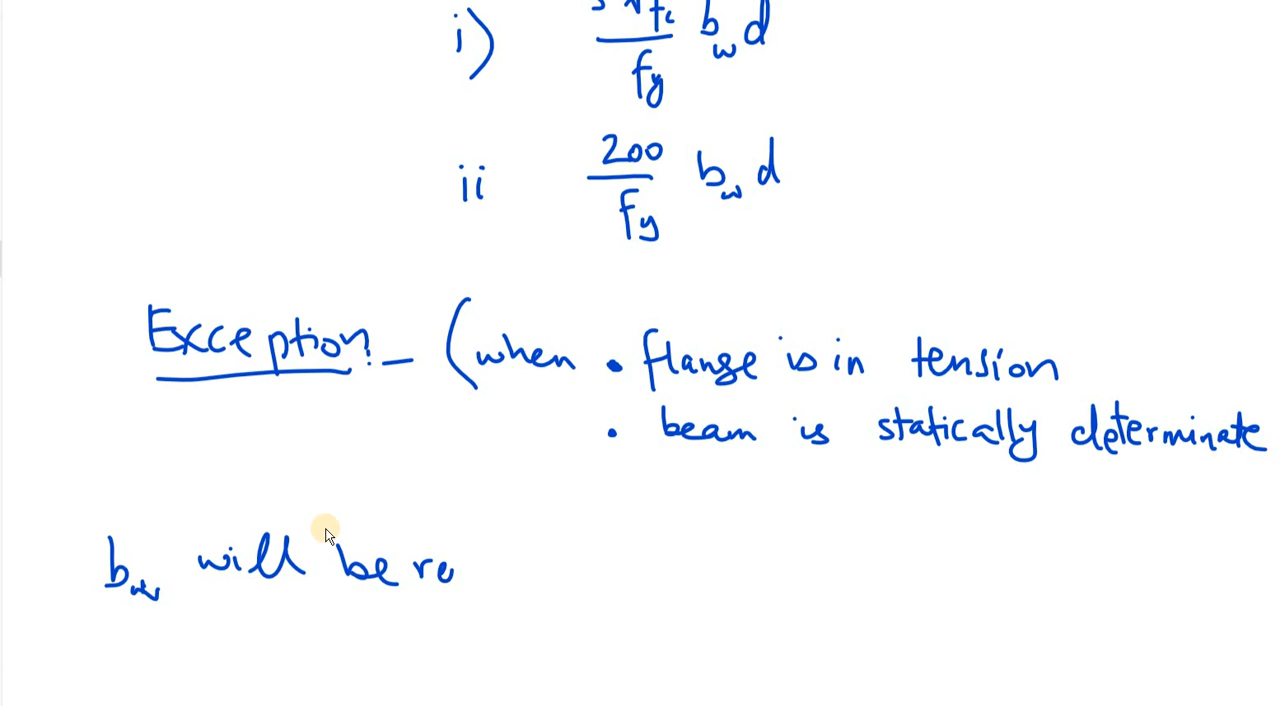 i) 3√fc / fy bw d
ii 200 / fy bw d
Exception:- (when • flange is in tension
• beam is statically determinate
bw will be re